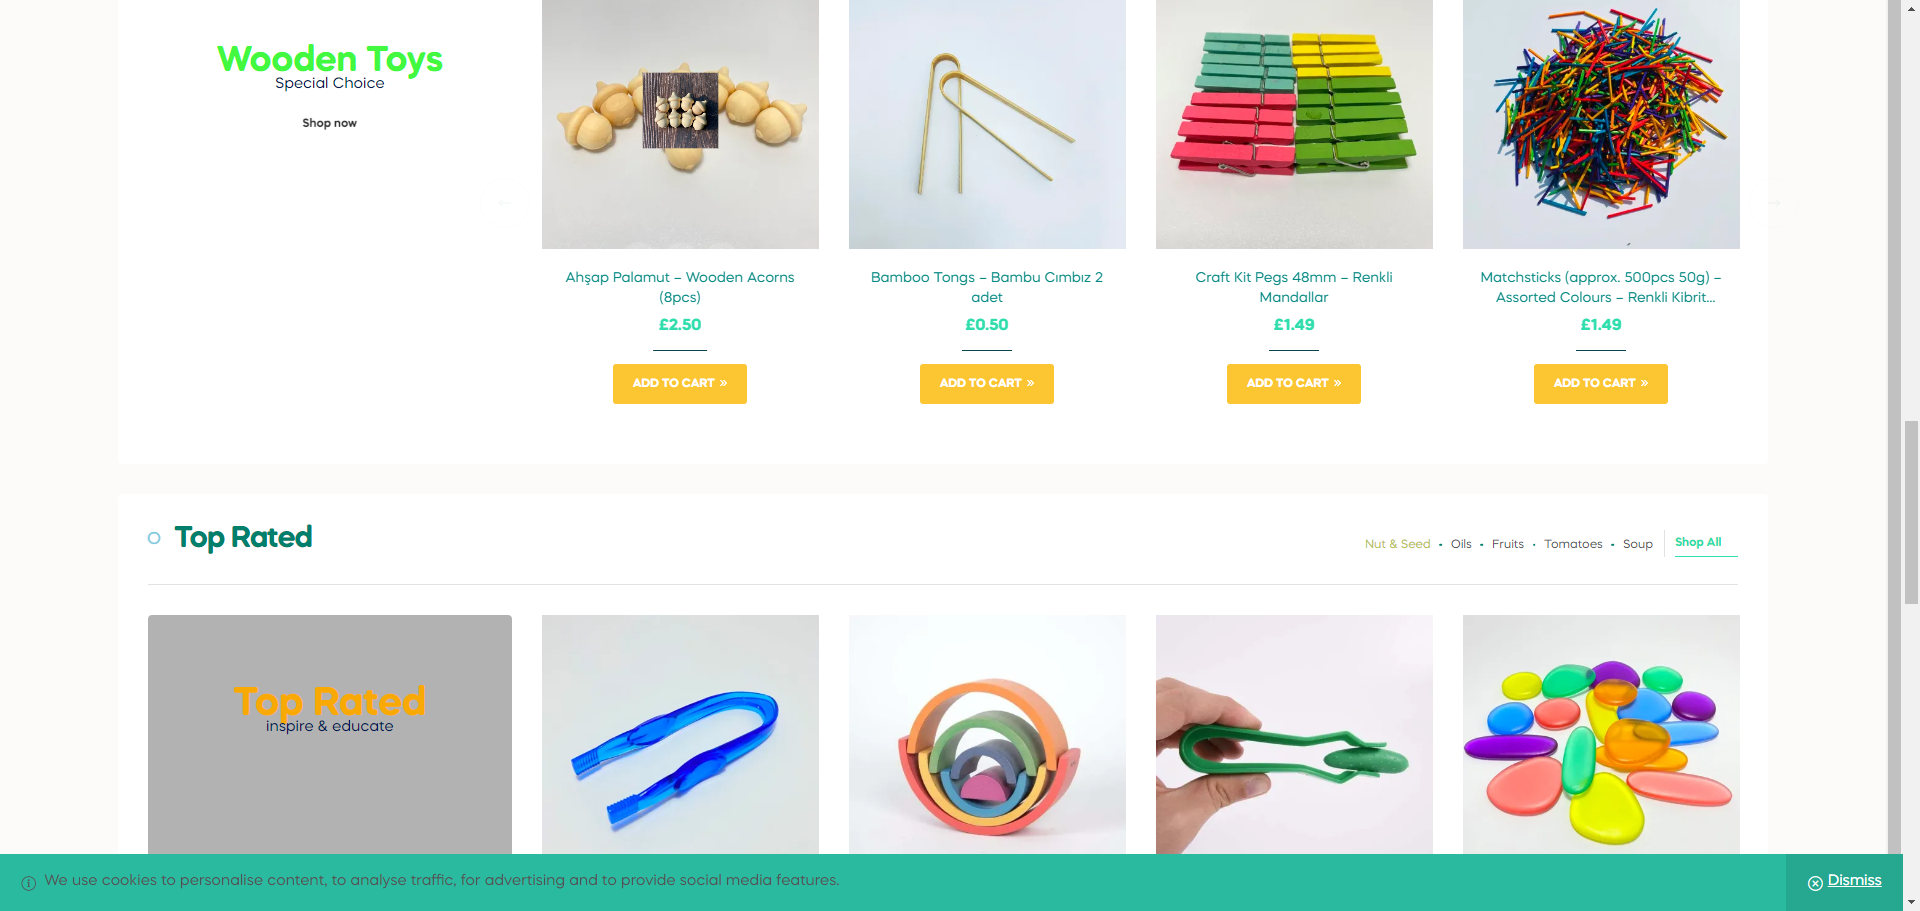 Wooden Toys
Special Choice
Shop now
Ahşap Palamut – Wooden Acorns
(8pcs)
£2.50
ADD TO CART »
Bamboo Tongs – Bambu Cımbız 2
adet
£0.50
ADD TO CART »
Craft Kit Pegs 48mm – Renkli
Mandallar
£1.49
ADD TO CART »
Matchsticks (approx. 500pcs 50g) –
Assorted Colours – Renkli Kibrit...
£1.49
ADD TO CART »
Top Rated
Nut & Seed • Oils • Fruits • Tomatoes • Soup
Shop All
Top Rated
inspire & educate
We use cookies to personalise content, to analyse traffic, for advertising and to provide social media features.
Dismiss